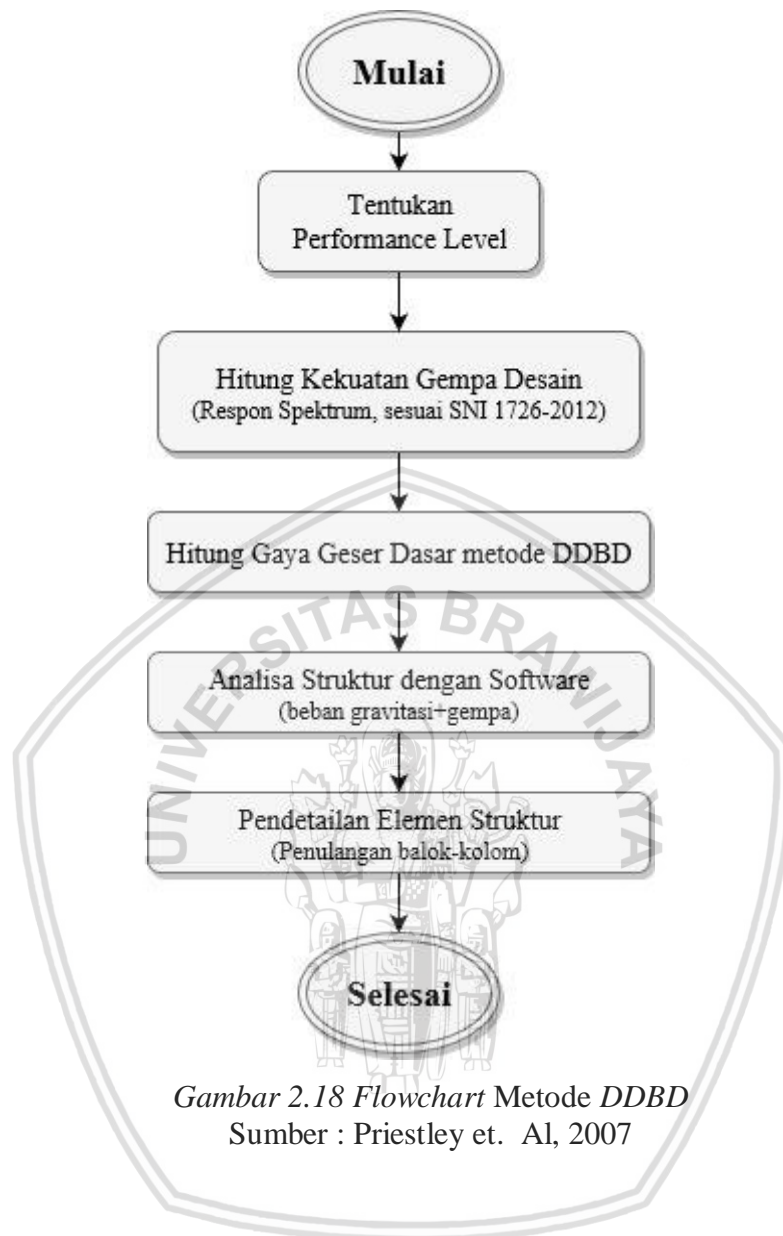 Mulai
Tentukan
Performance Level
Hitung Kekuatan Gempa Desain
(Respon Spektrum, sesuai SNI 1726-2012)
Hitung Gaya Geser Dasar metode DDBD
UNIVERSITAS BRAWIJAYA
Analisa Struktur dengan Software
(beban gravitasi+gempa)
Pendetailan Elemen Struktur
(Penulangan balok-kolom)
Selesai
Gambar 2.18 Flowchart Metode DDBD
Sumber : Priestley et.  Al, 2007